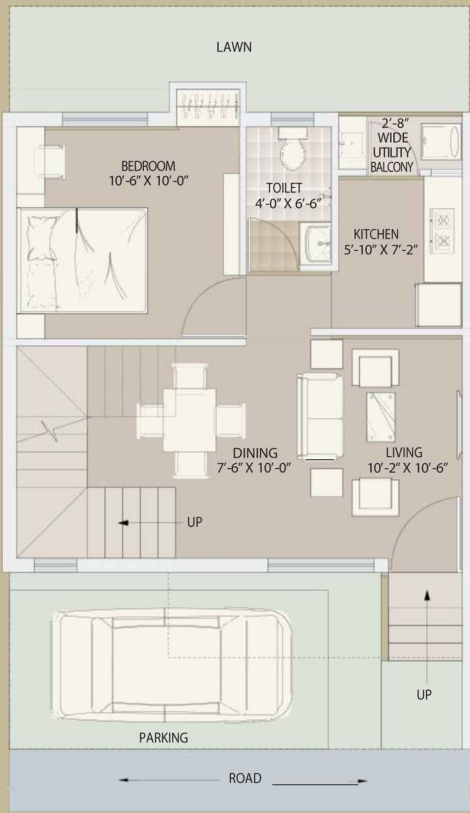 LAWN
BEDROOM
10'-6" X 10'-0"
TOILET
4'-0" X 6'-6"
2'-8"
WIDE
UTILITY
BALCONY
KITCHEN
5'-10" X 7'-2"
DINING
7'-6" X 10'-0"
LIVING
10'-2" X 10'-6"
UP
UP
PARKING
ROAD